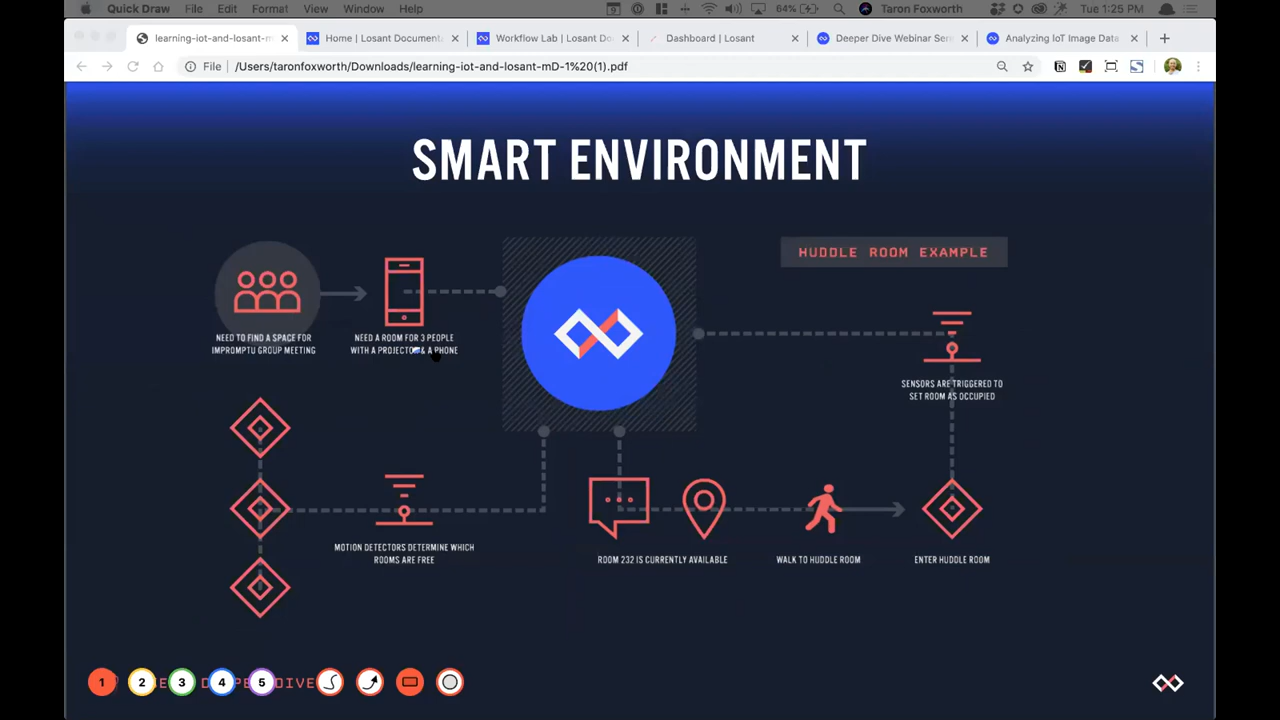 Quick Draw File Edit Format View Window Help 9 64% Taron Foxworth Tue 1:25 PM
learning-iot-and-losant-m Home | Losant Document Workflow Lab | Losant Do Dashboard | Losant Deeper Dive Webinar Seri Analyzing IoT Image Data
File /Users/taronfoxworth/Downloads/learning-iot-and-losant-mD-1%20(1).pdf
SMART ENVIRONMENT
HUDDLE ROOM EXAMPLE
NEED TO FIND A SPACE FOR
IMPROMPTU GROUP MEETING
NEED A ROOM FOR 3 PEOPLE
WITH A PROJECTOR & A PHONE
SENSORS ARE TRIGGERED TO
SET ROOM AS OCCUPIED
MOTION DETECTORS DETERMINE WHICH
ROOMS ARE FREE
ROOM 232 IS CURRENTLY AVAILABLE
WALK TO HUDDLE ROOM
ENTER HUDDLE ROOM
1 2 3 4 5